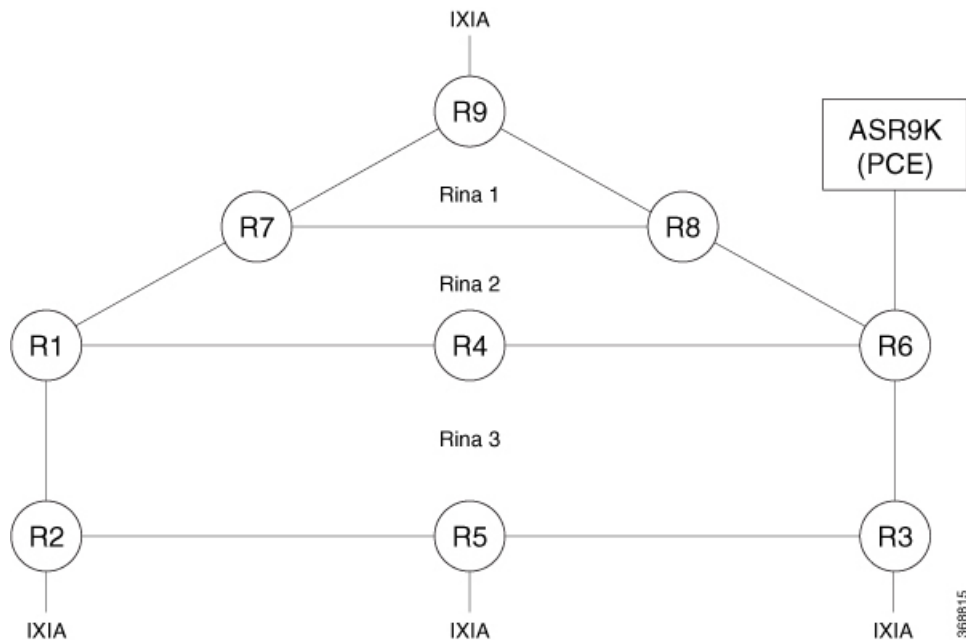 IXIA
R9
ASR9K
(PCE)
Rina 1
R7
R8
Rina 2
R1
R4
R6
Rina 3
R2
R5
R3
IXIA
IXIA
IXIA
368815